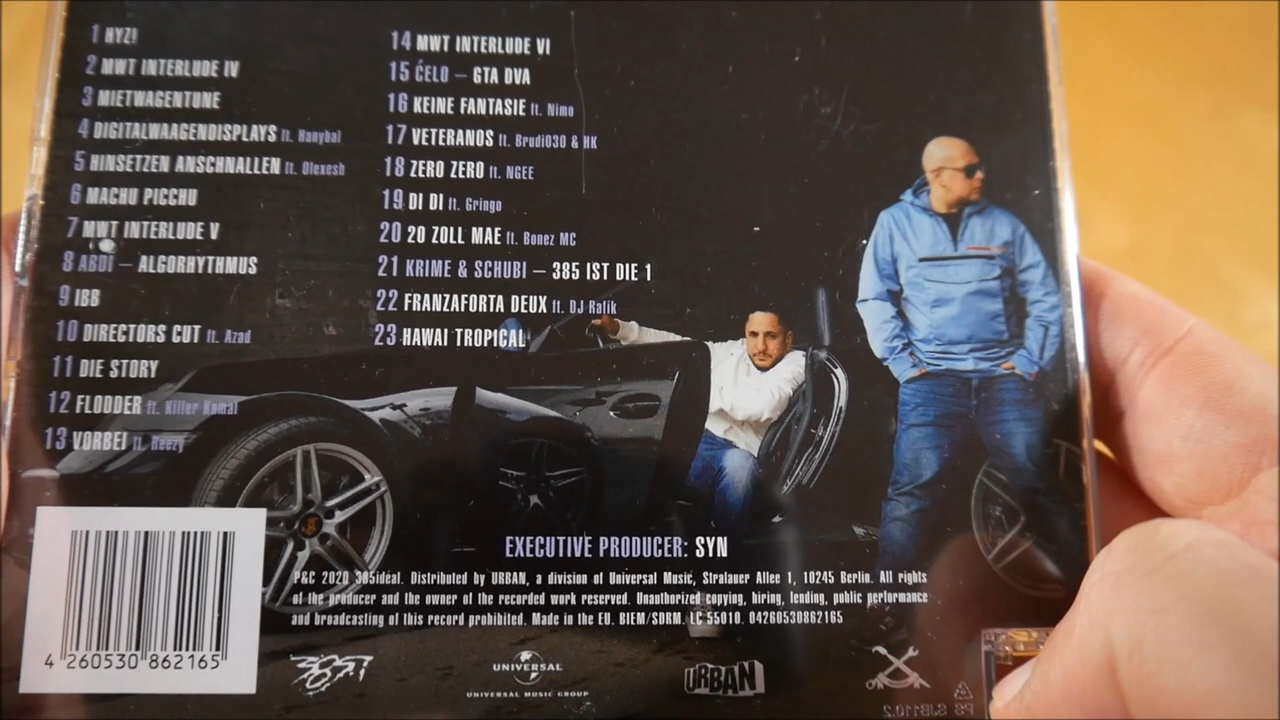 1 HYZ!
2 MWT INTERLUDE IV
3 MIETWAGENTUNE
4 DIGITALWAAGENDISPLAYS ft. Hanybal
5 HINSETZEN ANSCHNALLEN ft. Olexesh
6 MACHU PICCHU
7 MWT INTERLUDE V
8 ABDI – ALGORHYTHMUS
9 IBB
10 DIRECTORS CUT ft. Azad
11 DIE STORY
12 FLODDER ft. Killer Kamal
13 VORBEI ft. Reezy
14 MWT INTERLUDE VI
15 ĆELO – GTA DVA
16 KEINE FANTASIE ft. Nimo
17 VETERANOS ft. Brudi030 & HK
18 ZERO ZERO ft. NGEE
19 DI DI ft. Gringo
20 20 ZOLL MAE ft. Bonez MC
21 KRIME & SCHUBI – 385 IST DIE 1
22 FRANZAFORTA DEUX ft. DJ Rafik
23 HAWAI TROPICAL
EXECUTIVE PRODUCER: SYN
P&C 2020 385idéal. Distributed by URBAN, a division of Universal Music, Stralauer Allee 1, 10245 Berlin. All rights
of the producer and the owner of the recorded work reserved. Unauthorized copying, hiring, lending, public performance
and broadcasting of this record prohibited. Made in the EU. BIEM/SDRM. LC 55010. 04260530862165
4 260530 862165
385i
UNIVERSAL
UNIVERSAL MUSIC GROUP
URBAN
PS SJB110.2